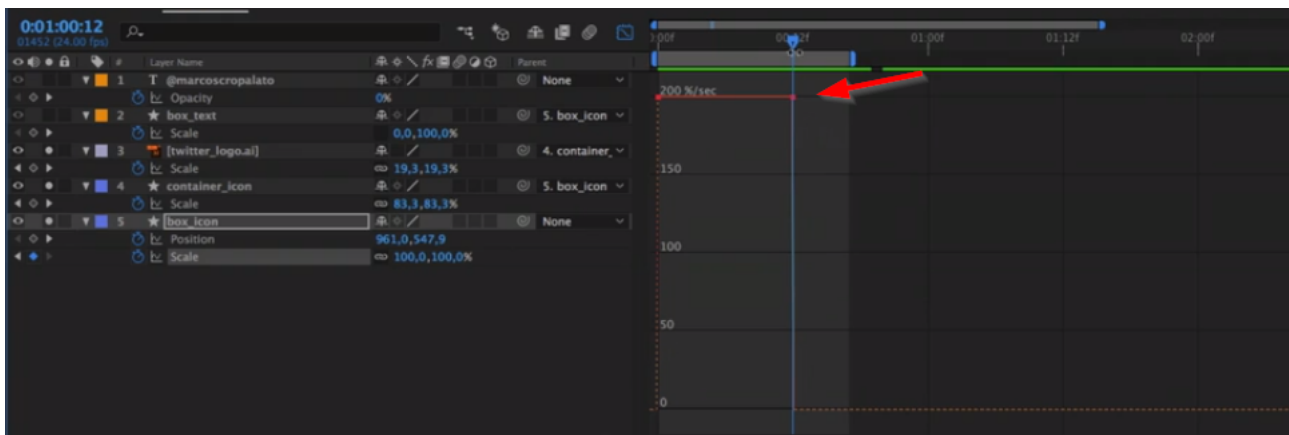 0:01:00:12
01452 (24.00 fps)
# Layer Name Parent
1 T @marcoscropalato None
Opacity 0%
2 box_text 5. box_icon
Scale 0,0,100,0%
3 [twitter_logo.ai] 4. container_
Scale 19,3,19,3%
4 container_icon 5. box_icon
Scale 83,3,83,3%
5 box_icon None
Position 961,0,547,9
Scale 100,0,100,0%
01:00f 01:12f 02:00f
200 %/sec
150
100
50
0